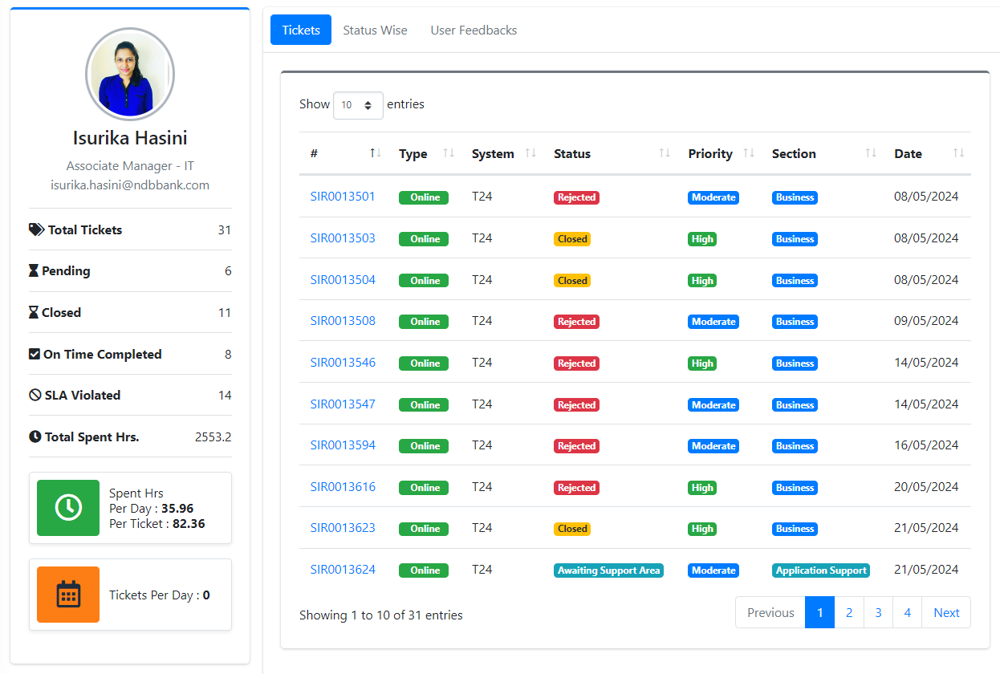 Isurika Hasini
Associate Manager - IT
isurika.hasini@ndbbank.com
Total Tickets 31
Pending 6
Closed 11
On Time Completed 8
SLA Violated 14
Total Spent Hrs. 2553.2
Spent Hrs
Per Day : 35.96
Per Ticket : 82.36
Tickets Per Day : 0
Tickets Status Wise User Feedbacks
Show 10 entries
# Type System Status Priority Section Date
SIR0013501 Online T24 Rejected Moderate Business 08/05/2024
SIR0013503 Online T24 Closed High Business 08/05/2024
SIR0013504 Online T24 Closed High Business 08/05/2024
SIR0013508 Online T24 Rejected Moderate Business 09/05/2024
SIR0013546 Online T24 Rejected High Business 14/05/2024
SIR0013547 Online T24 Rejected Moderate Business 14/05/2024
SIR0013594 Online T24 Rejected Moderate Business 16/05/2024
SIR0013616 Online T24 Rejected High Business 20/05/2024
SIR0013623 Online T24 Closed High Business 21/05/2024
SIR0013624 Online T24 Awaiting Support Area Moderate Application Support 21/05/2024
Showing 1 to 10 of 31 entries
Previous 1 2 3 4 Next